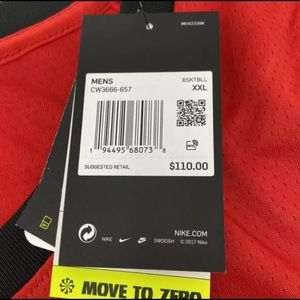 MENS BSKTBLL
CW3666-657 XXL
1 94495 68073 8
SUGGESTED RETAIL $110.00
NIKE.COM
NIKE SWOOSH © 2017 Nike
MOVE TO ZERO